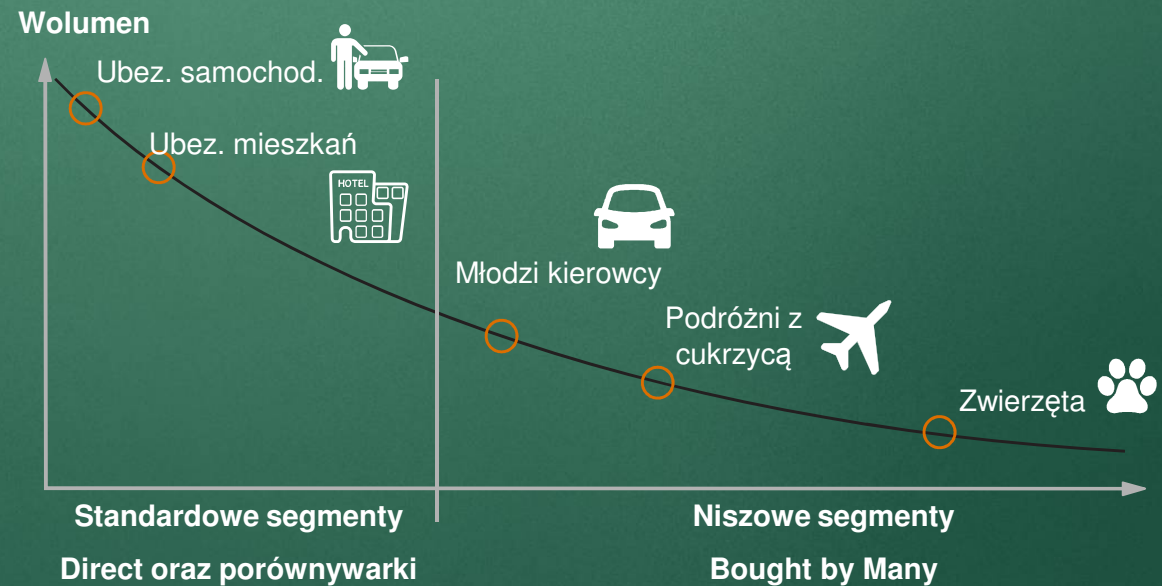 Wolumen
Ubez. samochod.
Ubez. mieszkań
HOTEL
Młodzi kierowcy
Podróżni z
cukrzycą
Zwierzęta
Standardowe segmenty
Niszowe segmenty
Direct oraz porównywarki
Bought by Many